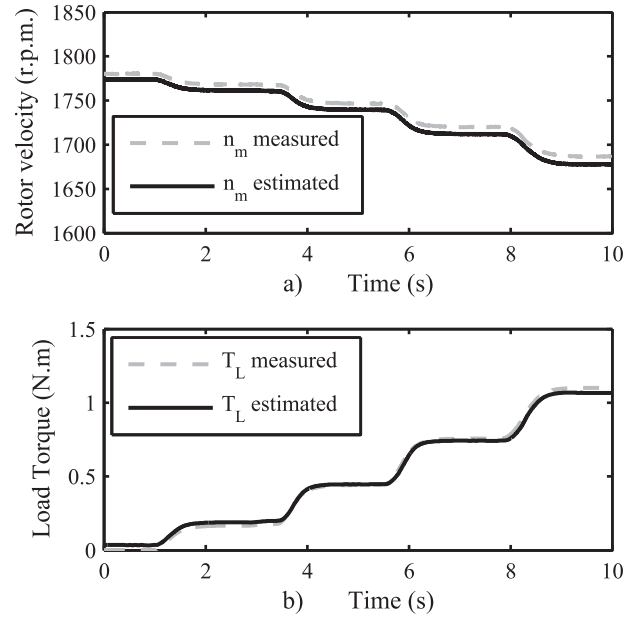 1850
1800
1750
1700
1650
1600
Rotor velocity (r.p.m.)
n_m measured
n_m estimated
0 2 4 6 8 10
a) Time (s)
1.5
1
0.5
0
Load Torque (N.m)
T_L measured
T_L estimated
0 2 4 6 8 10
b) Time (s)